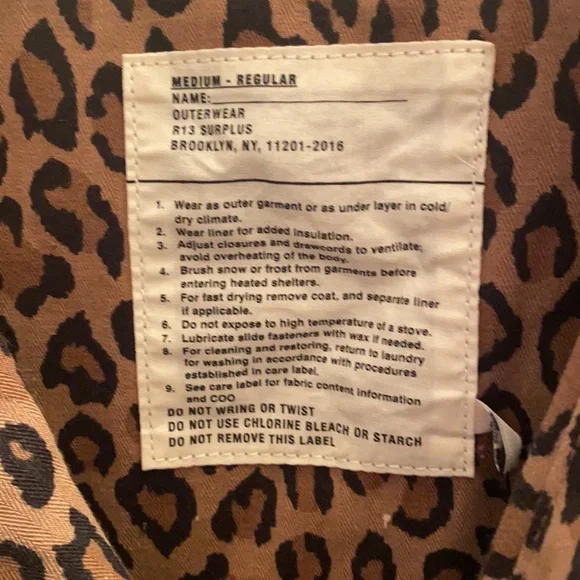 MEDIUM - REGULAR
NAME:
OUTERWEAR
R13 SURPLUS
BROOKLYN, NY, 11201-2016
1. Wear as outer garment or as under layer in cold/
dry climate.
2. Wear liner for added insulation.
3. Adjust closures and drawcords to ventilate;
avoid overheating of the body.
4. Brush snow or frost from garments before
entering heated shelters.
5. For fast drying remove coat, and separate liner
if applicable.
6. Do not expose to high temperature of a stove.
7. Lubricate slide fasteners with wax if needed.
8. For cleaning and restoring, return to laundry
for washing in accordance with procedures
established in care label.
9. See care label for fabric content information
and COO
DO NOT WRING OR TWIST
DO NOT USE CHLORINE BLEACH OR STARCH
DO NOT REMOVE THIS LABEL